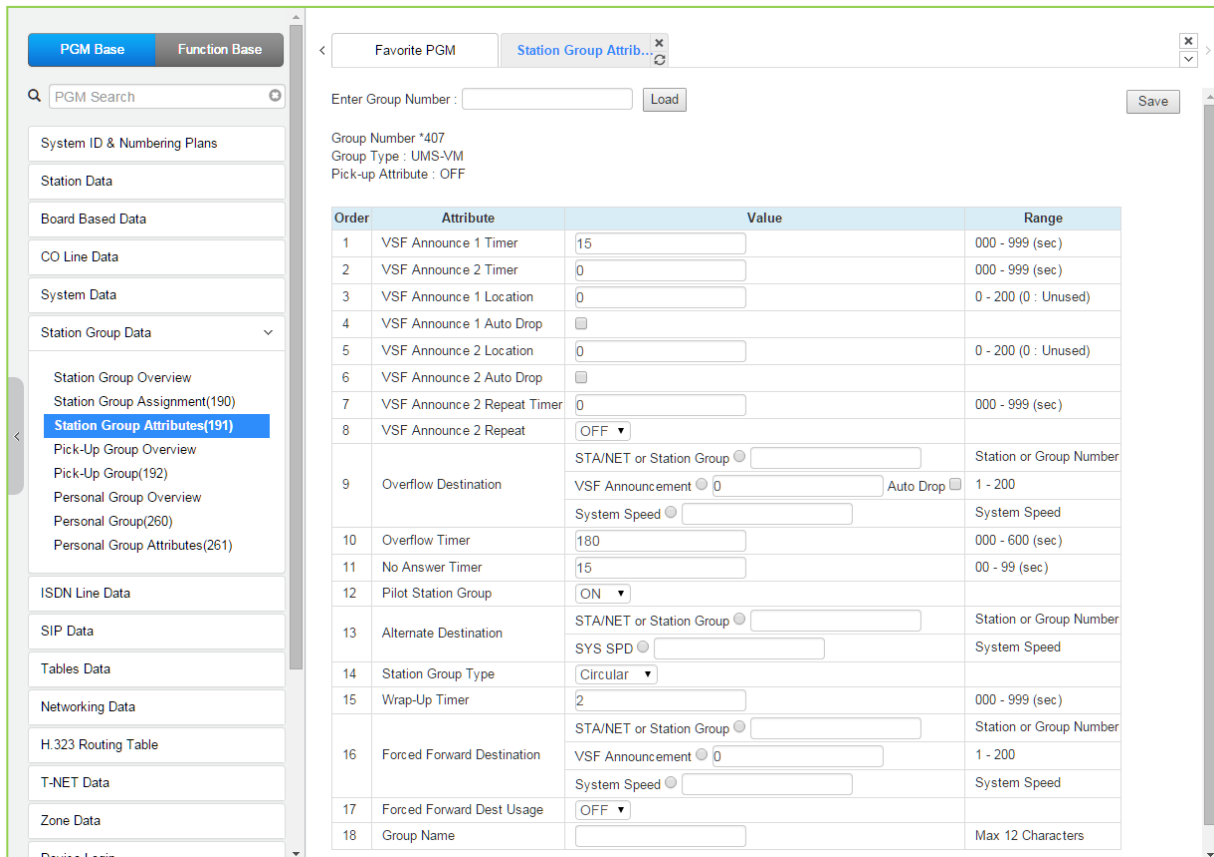 PGM Base Function Base
PGM Search
System ID & Numbering Plans
Station Data
Board Based Data
CO Line Data
System Data
Station Group Data
Station Group Overview
Station Group Assignment(190)
Station Group Attributes(191)
Pick-Up Group Overview
Pick-Up Group(192)
Personal Group Overview
Personal Group(260)
Personal Group Attributes(261)
ISDN Line Data
SIP Data
Tables Data
Networking Data
H.323 Routing Table
T-NET Data
Zone Data
Device Login
Favorite PGM Station Group Attrib...
Enter Group Number : Load Save
Group Number *407
Group Type : UMS-VM
Pick-up Attribute : OFF
Order Attribute Value Range
1 VSF Announce 1 Timer 15 000 - 999 (sec)
2 VSF Announce 2 Timer 0 000 - 999 (sec)
3 VSF Announce 1 Location 0 0 - 200 (0 : Unused)
4 VSF Announce 1 Auto Drop
5 VSF Announce 2 Location 0 0 - 200 (0 : Unused)
6 VSF Announce 2 Auto Drop
7 VSF Announce 2 Repeat Timer 0 000 - 999 (sec)
8 VSF Announce 2 Repeat OFF
9 Overflow Destination STA/NET or Station Group Station or Group Number
VSF Announcement 0 Auto Drop 1 - 200
System Speed System Speed
10 Overflow Timer 180 000 - 600 (sec)
11 No Answer Timer 15 00 - 99 (sec)
12 Pilot Station Group ON
13 Alternate Destination STA/NET or Station Group Station or Group Number
SYS SPD System Speed
14 Station Group Type Circular
15 Wrap-Up Timer 2 000 - 999 (sec)
16 Forced Forward Destination STA/NET or Station Group Station or Group Number
VSF Announcement 0 1 - 200
System Speed System Speed
17 Forced Forward Dest Usage OFF
18 Group Name Max 12 Characters